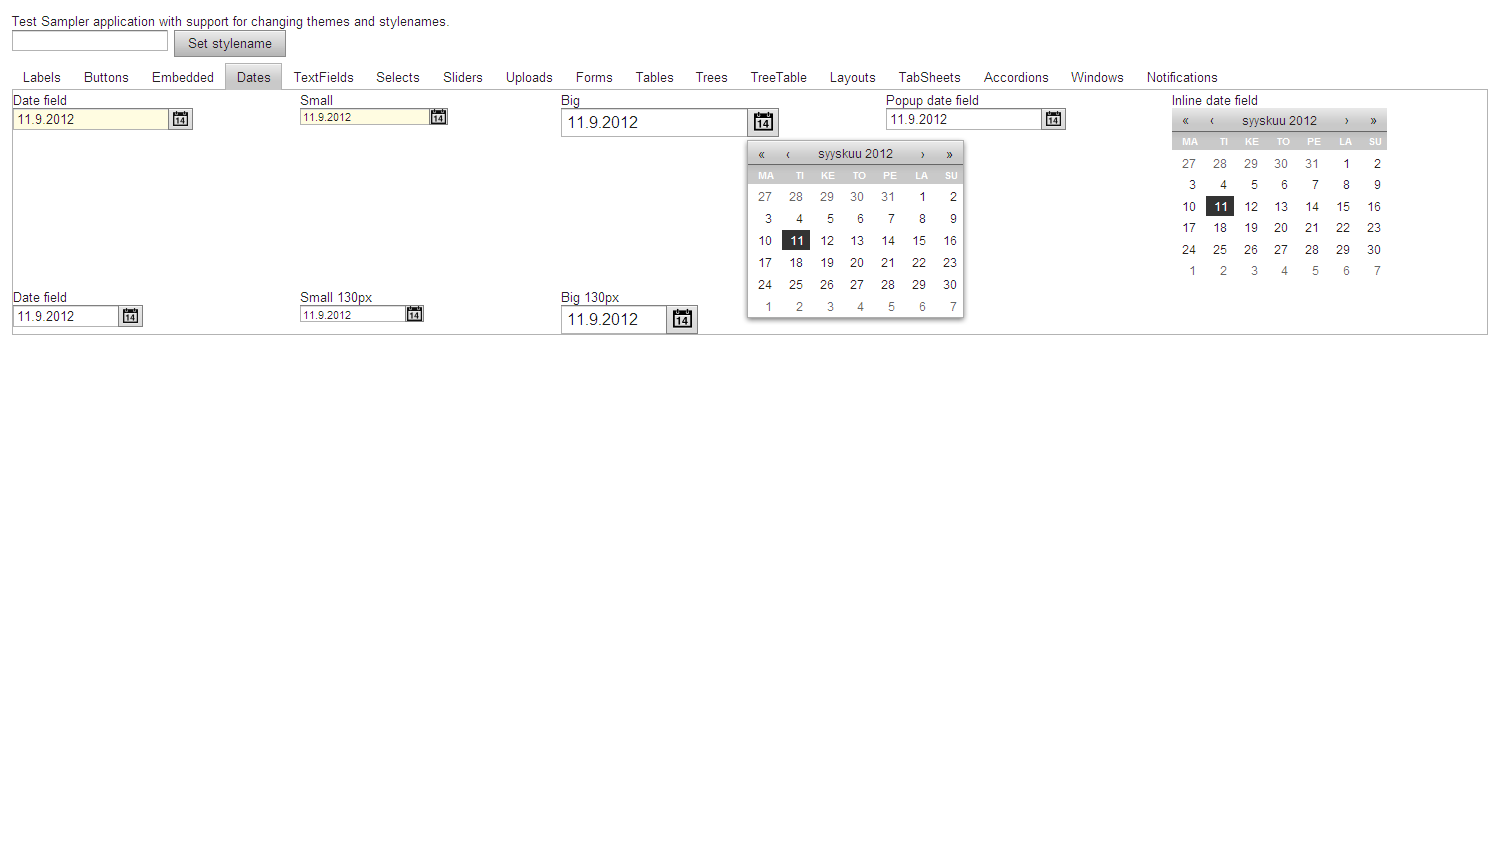 Test Sampler application with support for changing themes and stylenames.
Set stylename
Labels Buttons Embedded Dates TextFields Selects Sliders Uploads Forms Tables Trees TreeTable Layouts TabSheets Accordions Windows Notifications
Date field Small Big Popup date field Inline date field
11.9.2012 14 11.9.2012 14 11.9.2012 14 11.9.2012 14
« ‹ syyskuu 2012 › »
MA TI KE TO PE LA SU
27 28 29 30 31 1 2
3 4 5 6 7 8 9
10 11 12 13 14 15 16
17 18 19 20 21 22 23
24 25 26 27 28 29 30
1 2 3 4 5 6 7
« ‹ syyskuu 2012 › »
MA TI KE TO PE LA SU
27 28 29 30 31 1 2
3 4 5 6 7 8 9
10 11 12 13 14 15 16
17 18 19 20 21 22 23
24 25 26 27 28 29 30
1 2 3 4 5 6 7
Date field Small 130px Big 130px
11.9.2012 14 11.9.2012 14 11.9.2012 14